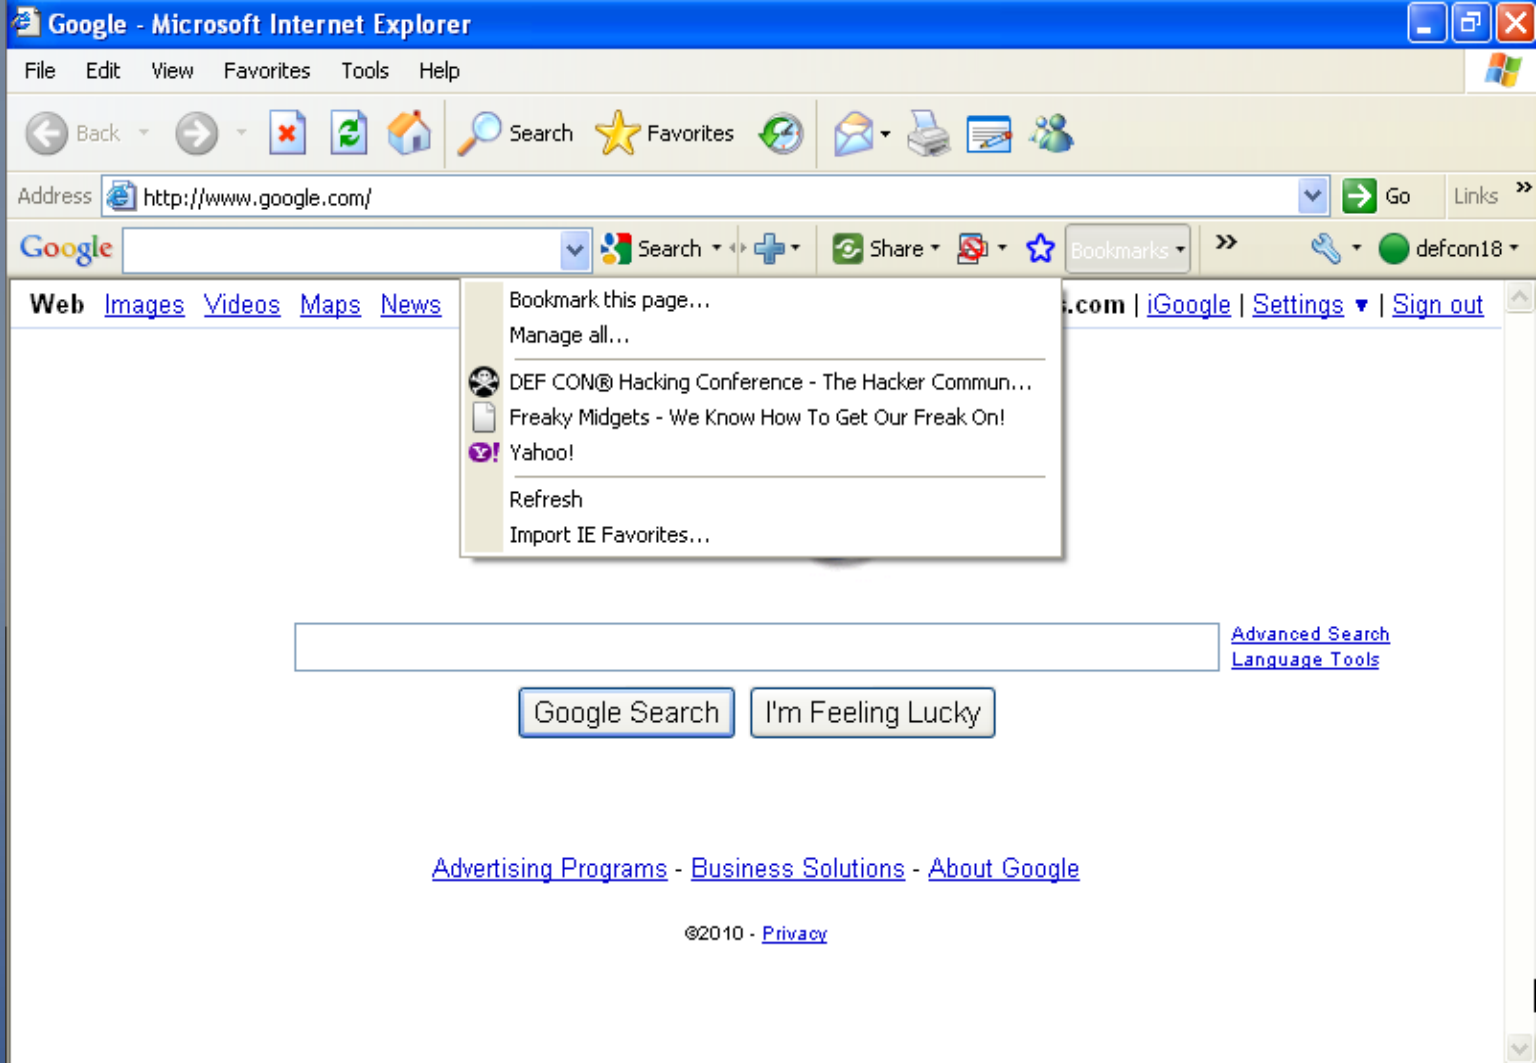 Google - Microsoft Internet Explorer
File Edit View Favorites Tools Help
Back Search Favorites
Address http://www.google.com/ Go Links »
Google Search Share Bookmarks » defcon18
Web Images Videos Maps News .com | iGoogle | Settings ▼ | Sign out
Bookmark this page...
Manage all...
DEF CON® Hacking Conference - The Hacker Commun...
Freaky Midgets - We Know How To Get Our Freak On!
Y! Yahoo!
Refresh
Import IE Favorites...
Advanced Search
Language Tools
Google Search I'm Feeling Lucky
Advertising Programs - Business Solutions - About Google
©2010 - Privacy